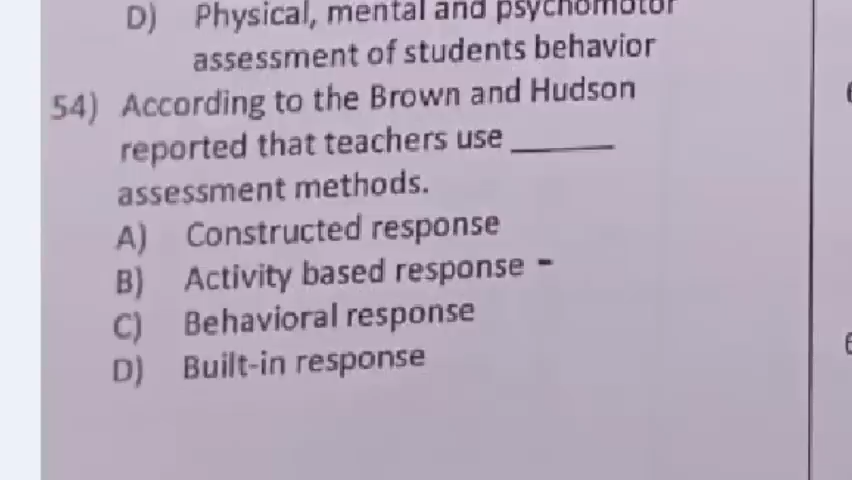 D) Physical, mental and psychomotor
assessment of students behavior
54) According to the Brown and Hudson
reported that teachers use ______
assessment methods.
A) Constructed response
B) Activity based response -
C) Behavioral response
D) Built-in response